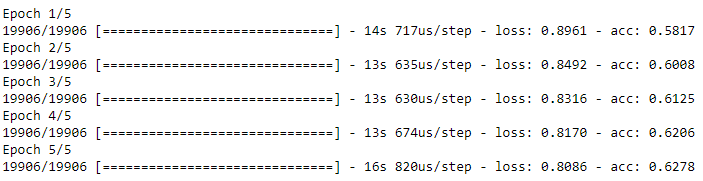 Epoch 1/5
19906/19906 [==============================] - 14s 717us/step - loss: 0.8961 - acc: 0.5817
Epoch 2/5
19906/19906 [==============================] - 13s 635us/step - loss: 0.8492 - acc: 0.6008
Epoch 3/5
19906/19906 [==============================] - 13s 630us/step - loss: 0.8316 - acc: 0.6125
Epoch 4/5
19906/19906 [==============================] - 13s 674us/step - loss: 0.8170 - acc: 0.6206
Epoch 5/5
19906/19906 [==============================] - 16s 820us/step - loss: 0.8086 - acc: 0.6278